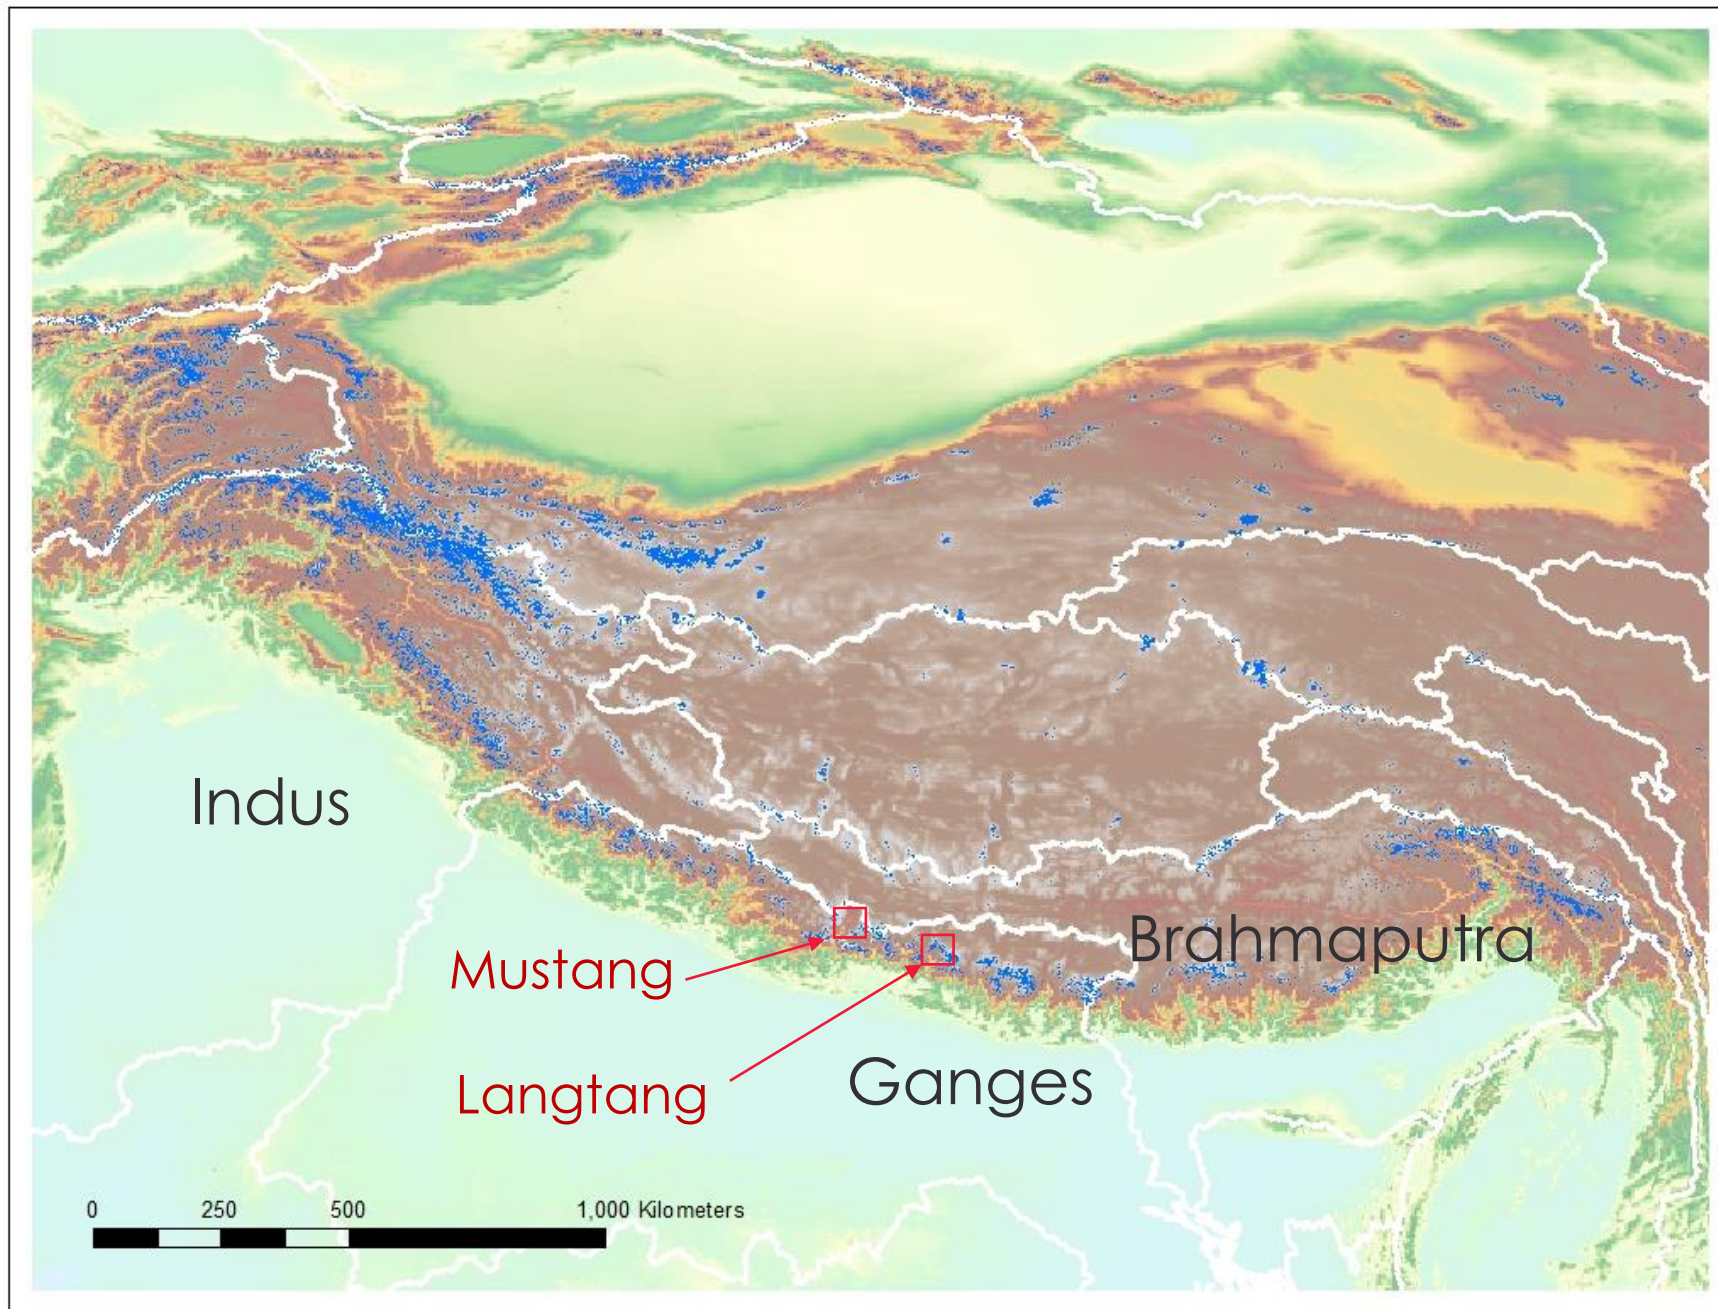 Indus
Brahmaputra
Mustang
Ganges
Langtang
0 250 500 1,000 Kilometers